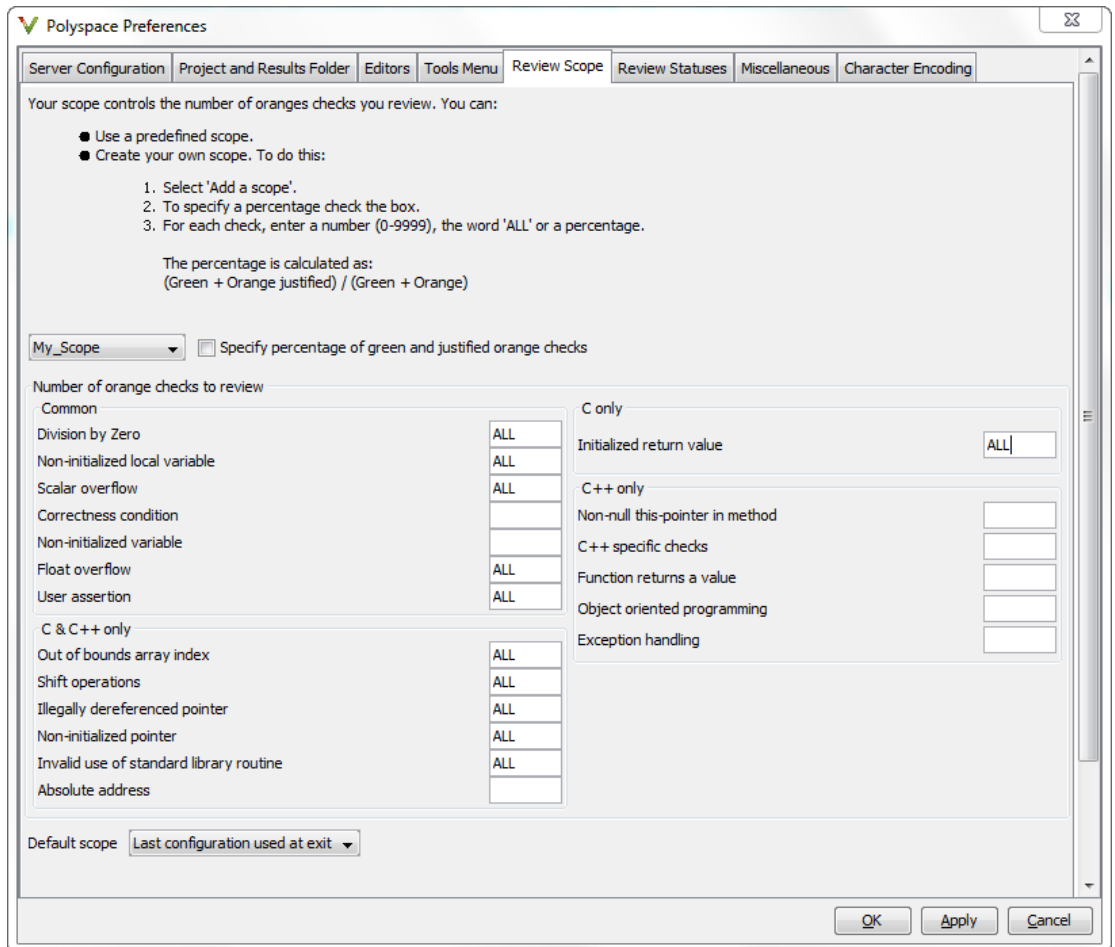 Polyspace Preferences
Server Configuration Project and Results Folder Editors Tools Menu Review Scope Review Statuses Miscellaneous Character Encoding
Your scope controls the number of oranges checks you review. You can:
Use a predefined scope.
Create your own scope. To do this:
1. Select 'Add a scope'.
2. To specify a percentage check the box.
3. For each check, enter a number (0-9999), the word 'ALL' or a percentage.
The percentage is calculated as:
(Green + Orange justified) / (Green + Orange)
My_Scope Specify percentage of green and justified orange checks
Number of orange checks to review
Common
Division by Zero ALL
Non-initialized local variable ALL
Scalar overflow ALL
Correctness condition
Non-initialized variable
Float overflow ALL
User assertion ALL
C & C++ only
Out of bounds array index ALL
Shift operations ALL
Illegally dereferenced pointer ALL
Non-initialized pointer ALL
Invalid use of standard library routine ALL
Absolute address
C only
Initialized return value ALL
C++ only
Non-null this-pointer in method
C++ specific checks
Function returns a value
Object oriented programming
Exception handling
Default scope Last configuration used at exit
OK Apply Cancel